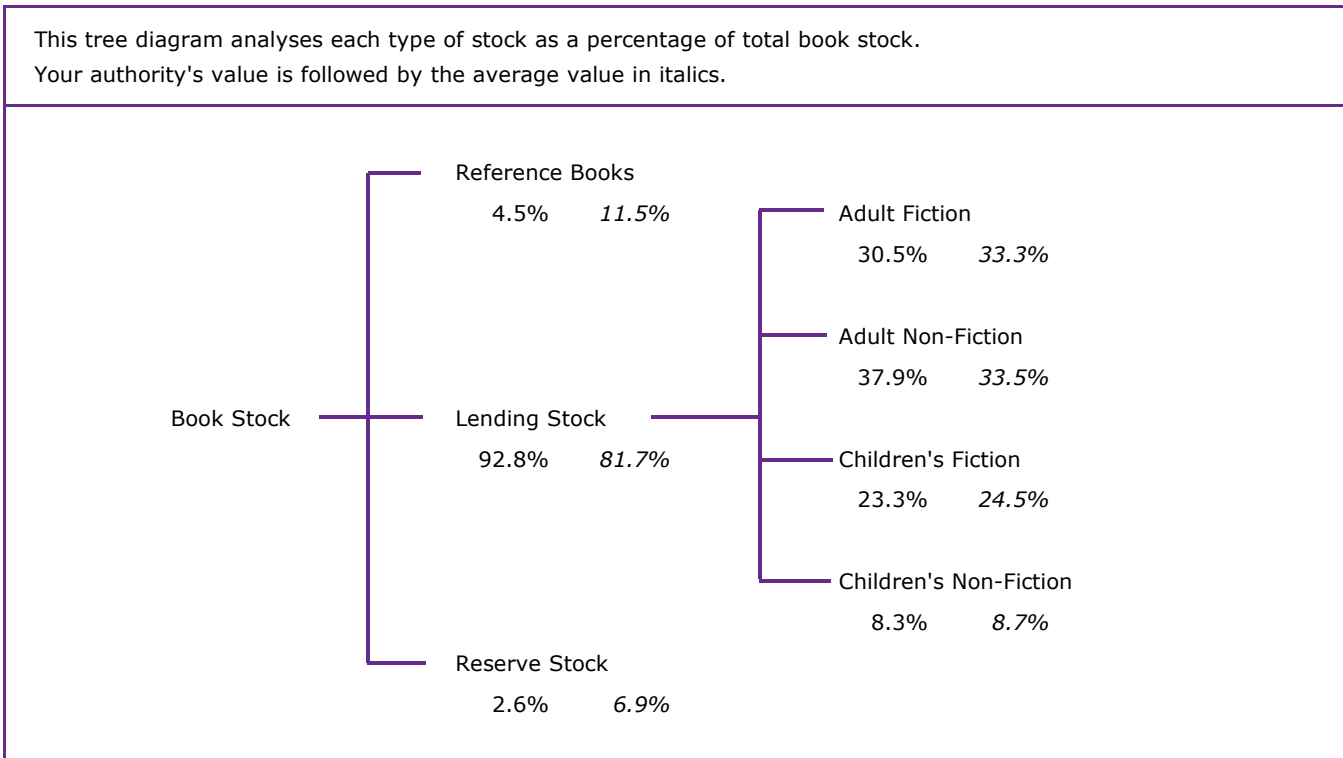 This tree diagram analyses each type of stock as a percentage of total book stock.
Your authority's value is followed by the average value in italics.
Reference Books
4.5% 11.5%
Adult Fiction
30.5% 33.3%
Adult Non-Fiction
37.9% 33.5%
Book Stock
Lending Stock
92.8% 81.7%
Children's Fiction
23.3% 24.5%
Children's Non-Fiction
8.3% 8.7%
Reserve Stock
2.6% 6.9%